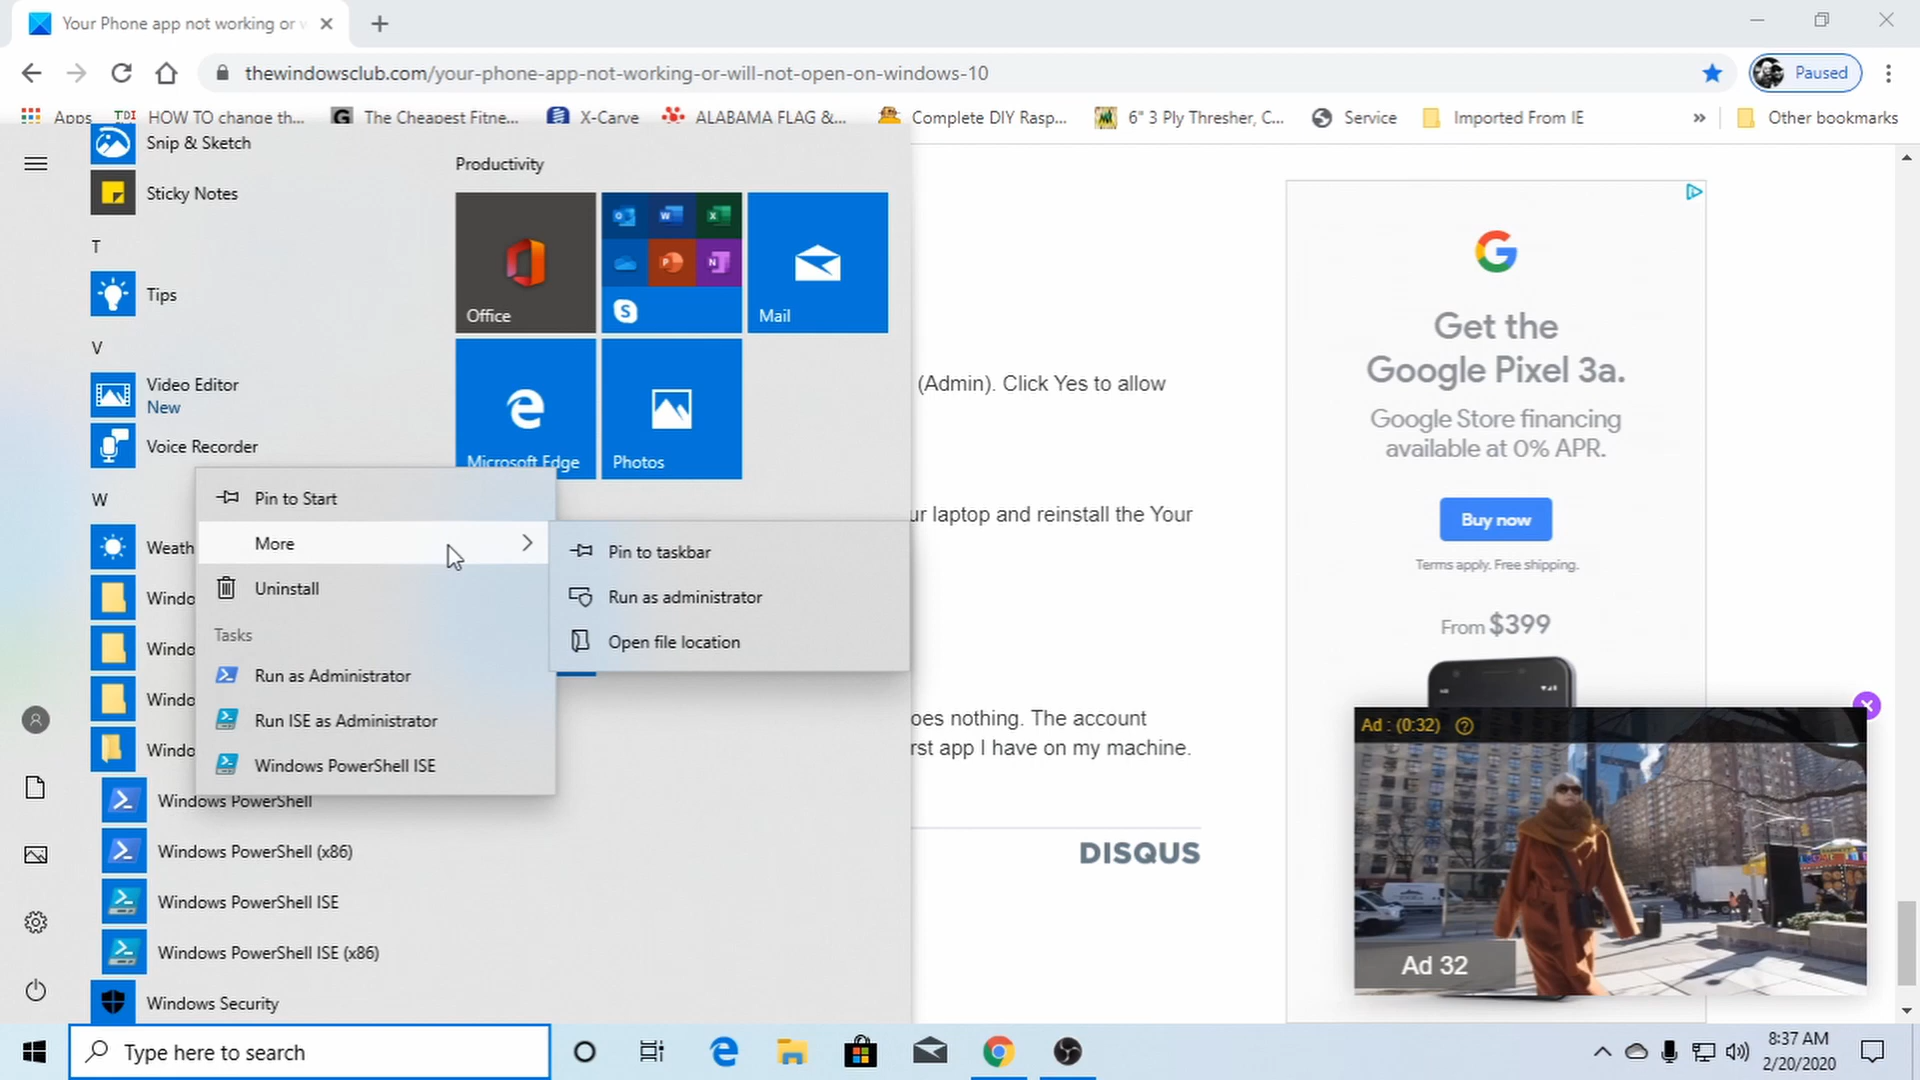 Your Phone app not working or w
thewindowsclub.com/your-phone-app-not-working-or-will-not-open-on-windows-10
Paused
Apps
TDI HOW TO change th...
G The Cheapest Fitne...
X-Carve
ALABAMA FLAG &...
Complete DIY Rasp...
6" 3 Ply Thresher, C...
Service
Imported From IE
»
Other bookmarks
Snip & Sketch
Sticky Notes
T
Tips
V
Video Editor
New
Voice Recorder
W
Weath
Windo
Windo
Windo
Windo
Windows PowerShell
Windows PowerShell (x86)
Windows PowerShell ISE
Windows PowerShell ISE (x86)
Windows Security
Productivity
Office
Mail
Microsoft Edge
Photos
Pin to Start
More
Uninstall
Tasks
Run as Administrator
Run ISE as Administrator
Windows PowerShell ISE
Pin to taskbar
Run as administrator
Open file location
(Admin). Click Yes to allow
ur laptop and reinstall the Your
oes nothing. The account
rst app I have on my machine.
DISQUS
G
Get the
Google Pixel 3a.
Google Store financing
available at 0% APR.
Buy now
Terms apply. Free shipping.
From $399
Ad : (0:32)
Ad 32
Type here to search
8:37 AM
2/20/2020